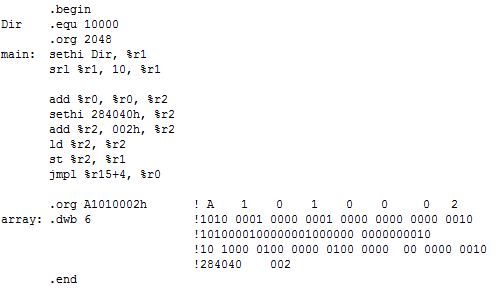 .begin
Dir .equ 10000
.org 2048
main: sethi Dir, %r1
srl %r1, 10, %r1
add %r0, %r0, %r2
sethi 284040h, %r2
add %r2, 002h, %r2
ld %r2, %r2
st %r2, %r1
jmpl %r15+4, %r0
.org A1010002h ! A 1 0 1 0 0 0 2
array: .dwb 6 !1010 0001 0000 0001 0000 0000 0000 0010
!1010000100000001000000 0000000010
!10 1000 0100 0000 0100 0000 00 0000 0010
!284040 002
.end